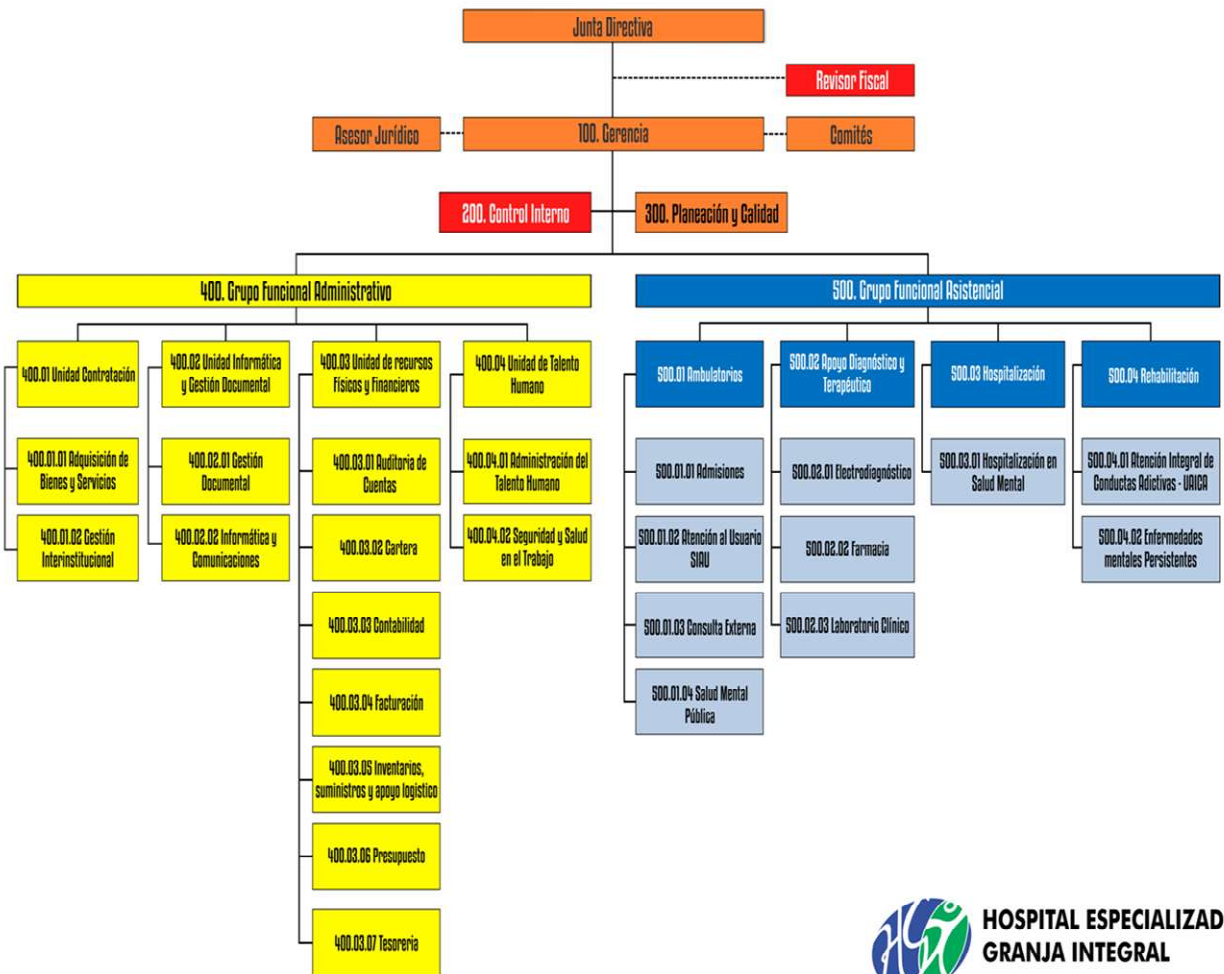 Junta Directiva
Revisor Fiscal
Asesor Jurídico
100. Gerencia
Comités
200. Control Interno
300. Planeación y Calidad
400. Grupo Funcional Administrativo
500. Grupo Funcional Asistencial
400.01 Unidad Contratación
400.02 Unidad Informática
y Gestión Documental
400.03 Unidad de recursos
Físicos y Financieros
400.04 Unidad de Talento
Humano
500.01 Ambulatorios
500.02 Apoyo Diagnóstico y
Terapéutico
500.03 Hospitalización
500.04 Rehabilitación
400.01.01 Adquisición de
Bienes y Servicios
400.02.01 Gestión
Documental
400.03.01 Auditoria de
Cuentas
400.04.01 Administración del
Talento Humano
500.01.01 Admisiones
500.02.01 Electrodiagnóstico
500.03.01 Hospitalización en
Salud Mental
500.04.01 Atención Integral de
Conductas Adictivas - UAICA
400.01.02 Gestión
Interinstitucional
400.02.02 Informática y
Comunicaciones
400.03.02 Cartera
400.04.02 Seguridad y Salud
en el Trabajo
500.01.02 Atención al Usuario
SIAU
500.02.02 Farmacia
500.04.02 Enfermedades
mentales Persistentes
400.03.03 Contabilidad
500.01.03 Consulta Externa
500.02.03 Laboratorio Clínico
400.03.04 Facturación
500.01.04 Salud Mental
Pública
400.03.05 Inventarios,
suministros y apoyo logístico
400.03.06 Presupuesto
400.03.07 Tesoreria
HOSPITAL ESPECIALIZAD
GRANJA INTEGRAL